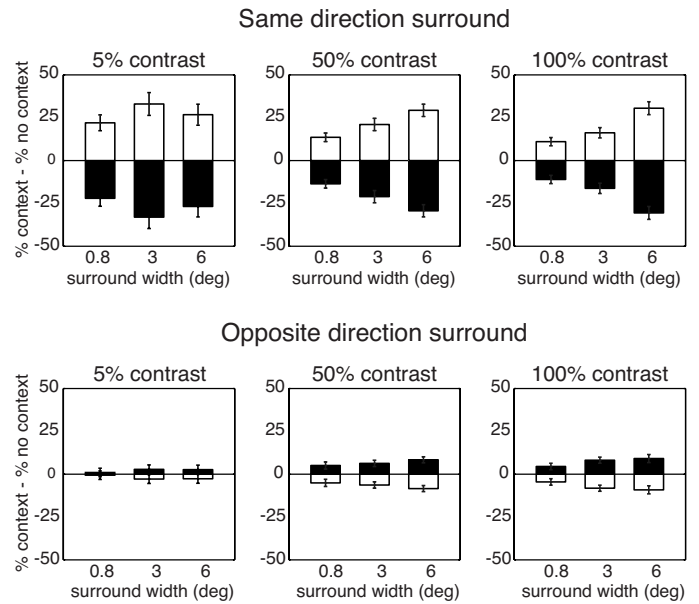 Same direction surround
5% contrast
50% contrast
100% contrast
% context - % no context
50
25
0
-25
-50
0.8 3 6
surround width (deg)
50
25
0
-25
-50
0.8 3 6
surround width (deg)
50
25
0
-25
-50
0.8 3 6
surround width (deg)
Opposite direction surround
5% contrast
50% contrast
100% contrast
% context - % no context
50
25
0
-25
-50
0.8 3 6
surround width (deg)
50
25
0
-25
-50
0.8 3 6
surround width (deg)
50
25
0
-25
-50
0.8 3 6
surround width (deg)